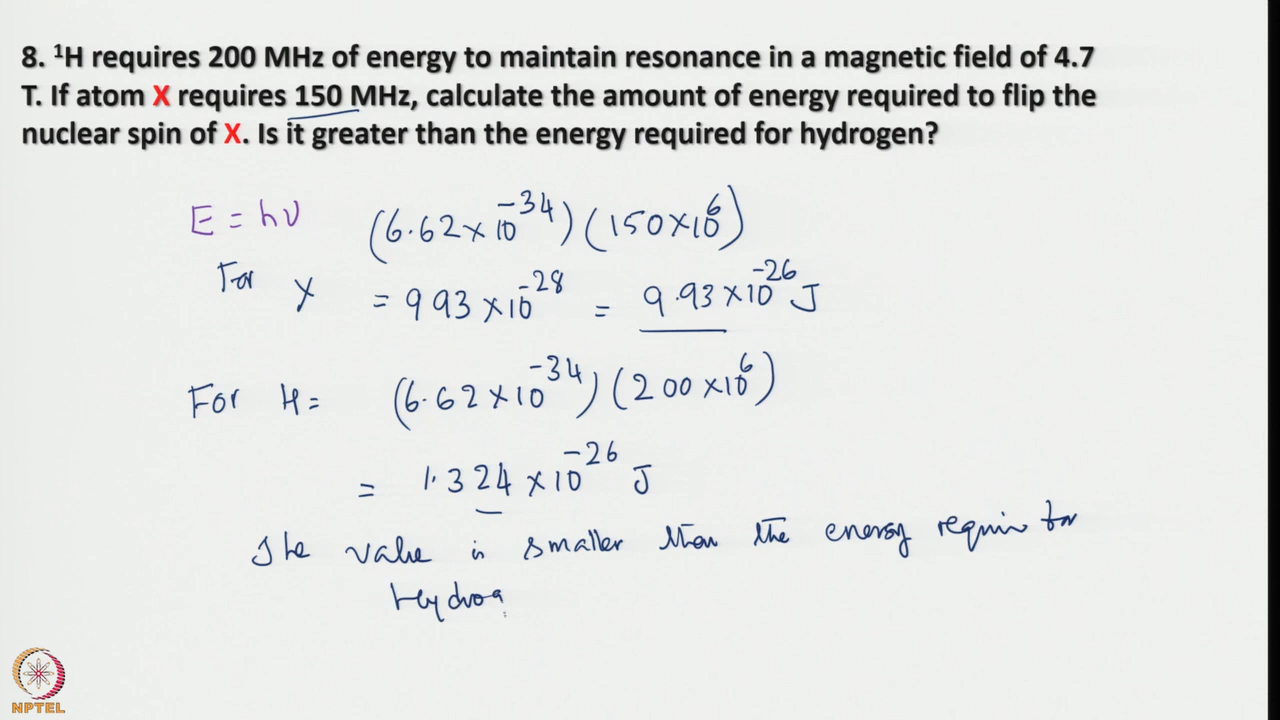 8. ¹H requires 200 MHz of energy to maintain resonance in a magnetic field of 4.7
T. If atom X requires 150 MHz, calculate the amount of energy required to flip the
nuclear spin of X. Is it greater than the energy required for hydrogen?
E = hν (6.62 × 10⁻³⁴) (150 × 10⁶)
For X = 993 × 10⁻²⁸ = 9.93 × 10⁻²⁶ J
For H = (6.62 × 10⁻³⁴) (200 × 10⁶)
= 1.324 × 10⁻²⁶ J
The value is smaller than the energy requir for
Hydrog
NPTEL